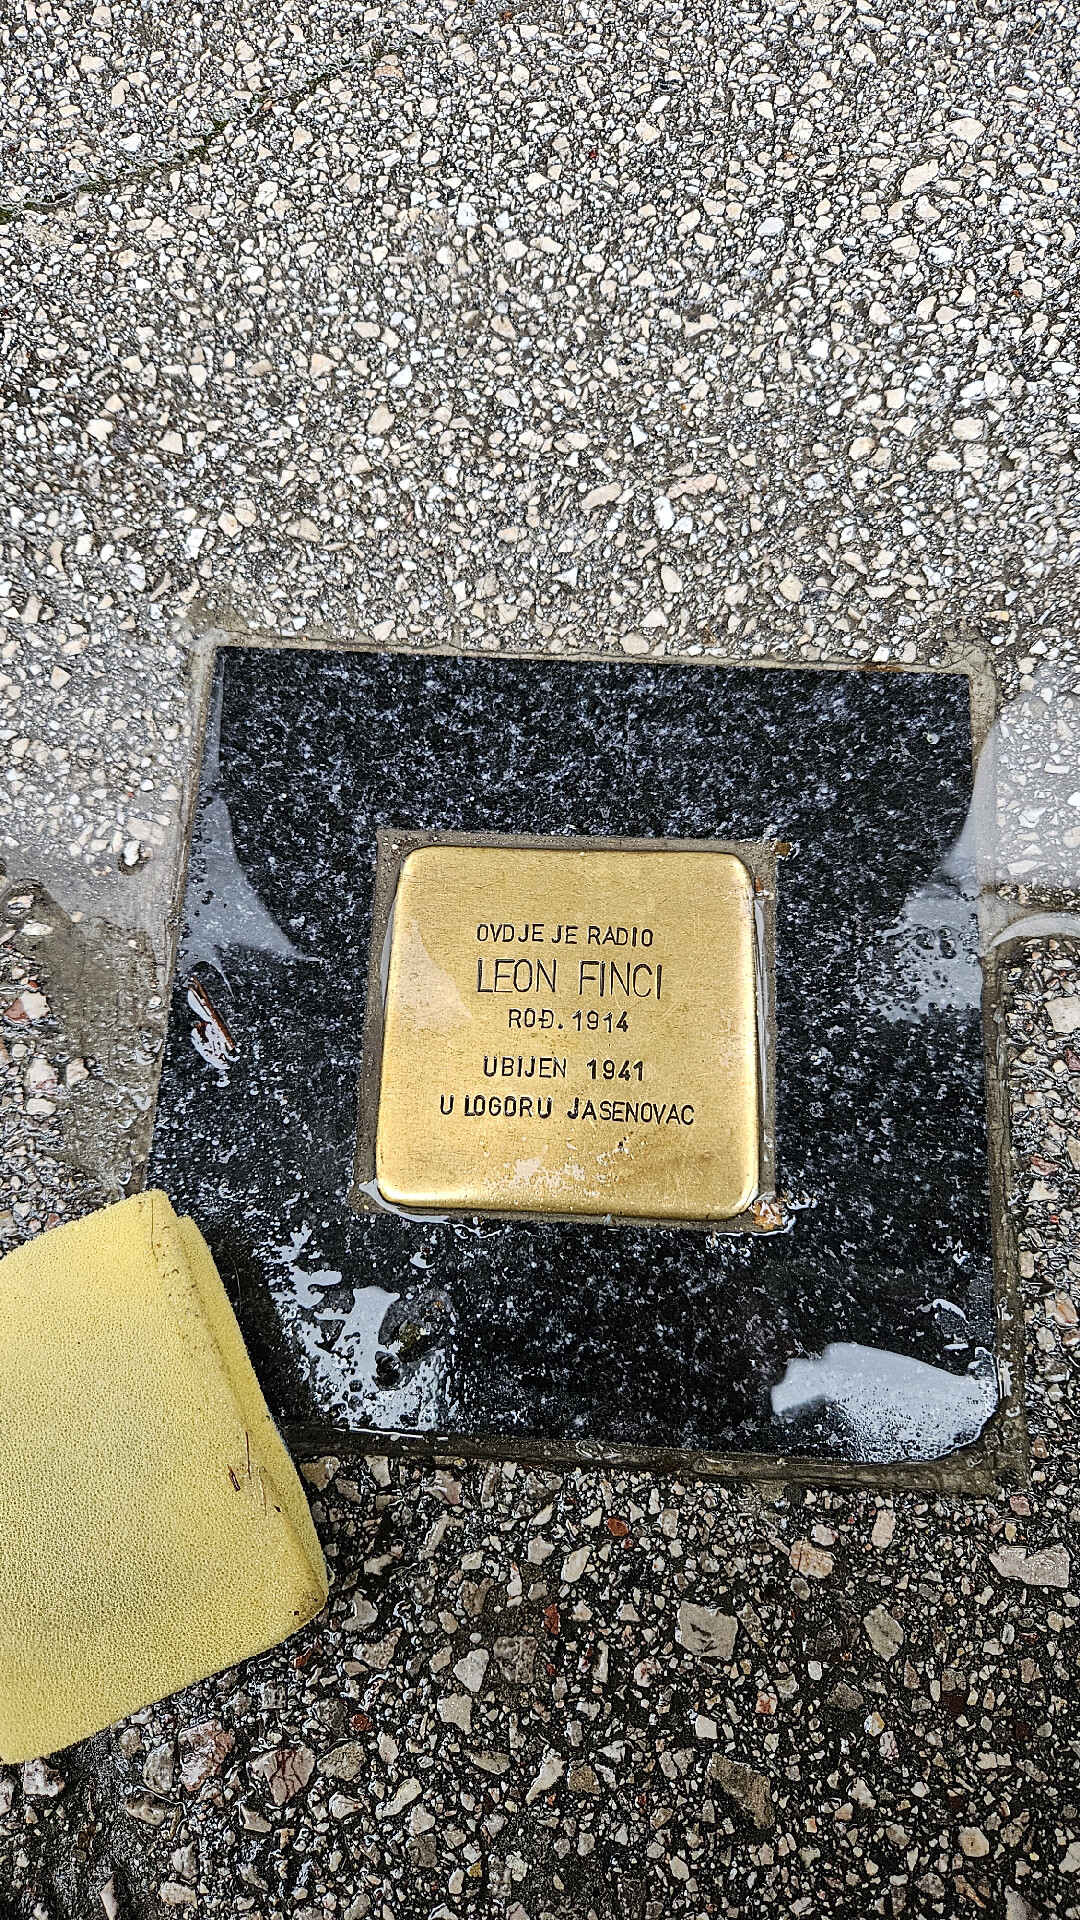 OVDJE JE RADIO
LEON FINCI
ROĐ. 1914
UBIJEN 1941
U LOGORU JASENOVAC